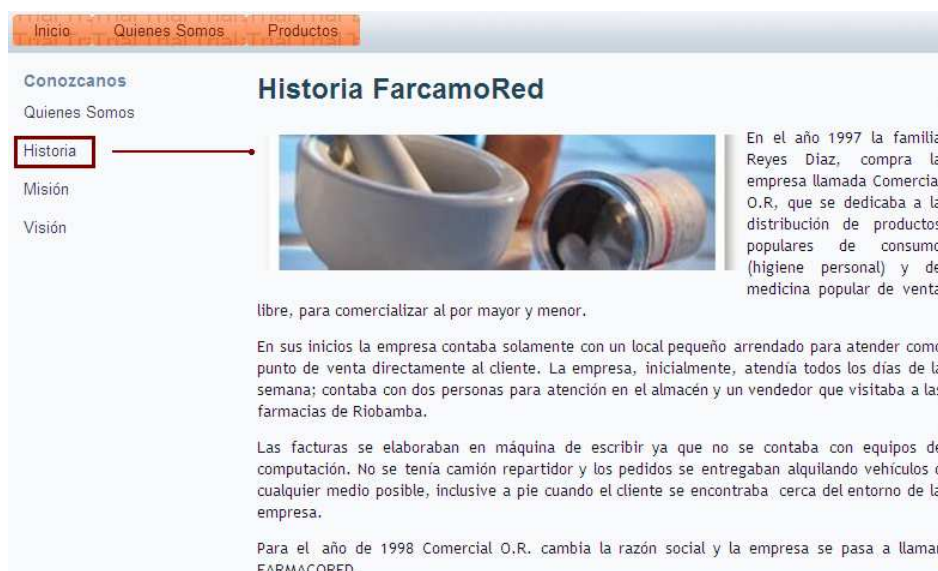 Inicio Quienes Somos Productos
Conozcanos
Quienes Somos
Historia
Misión
Visión
Historia FarcamoRed
En el año 1997 la familia
Reyes Diaz, compra la
empresa llamada Comercial
O.R, que se dedicaba a la
distribución de productos
populares de consumo
(higiene personal) y de
medicina popular de venta
libre, para comercializar al por mayor y menor.
En sus inicios la empresa contaba solamente con un local pequeño arrendado para atender como
punto de venta directamente al cliente. La empresa, inicialmente, atendía todos los días de la
semana; contaba con dos personas para atención en el almacén y un vendedor que visitaba a las
farmacias de Riobamba.
Las facturas se elaboraban en máquina de escribir ya que no se contaba con equipos de
computación. No se tenía camión repartidor y los pedidos se entregaban alquilando vehículos o
cualquier medio posible, inclusive a pie cuando el cliente se encontraba cerca del entorno de la
empresa.
Para el año de 1998 Comercial O.R. cambia la razón social y la empresa se pasa a llamar
FARMACORED